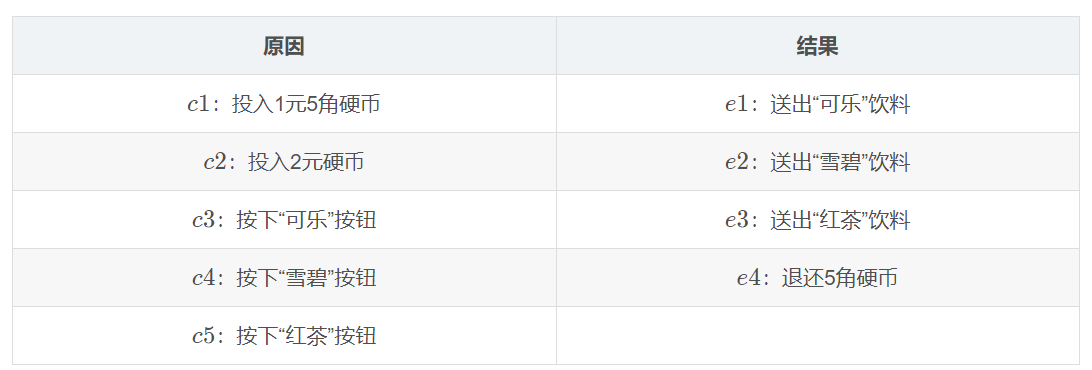 原因 结果
c1：投入1元5角硬币 e1：送出“可乐”饮料
c2：投入2元硬币 e2：送出“雪碧”饮料
c3：按下“可乐”按钮 e3：送出“红茶”饮料
c4：按下“雪碧”按钮 e4：退还5角硬币
c5：按下“红茶”按钮